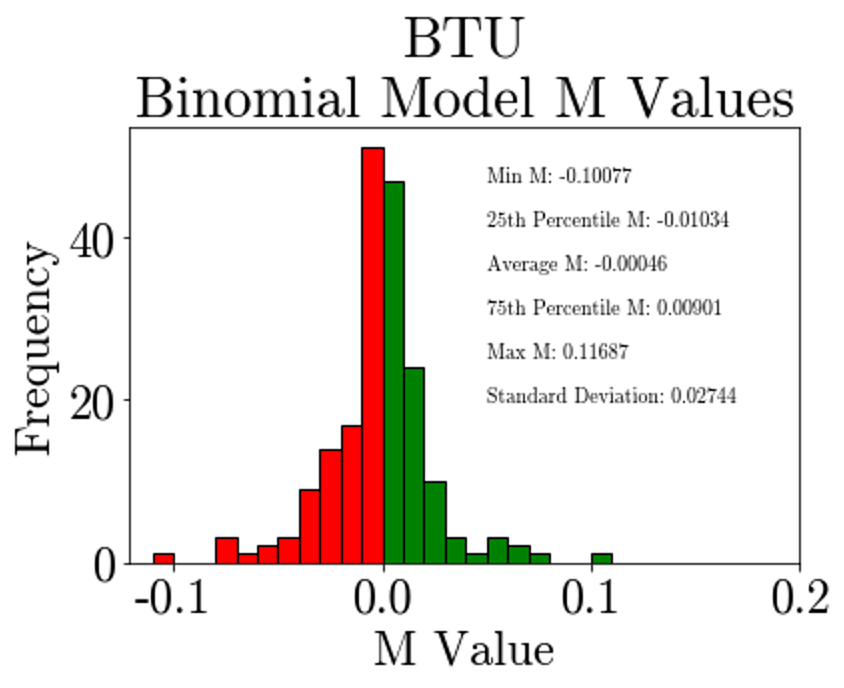 BTU
Binomial Model M Values
Min M: -0.10077
25th Percentile M: -0.01034
Average M: -0.00046
75th Percentile M: 0.00901
Max M: 0.11687
Standard Deviation: 0.02744
Frequency
40
20
0
-0.1 0.0 0.1 0.2
M Value